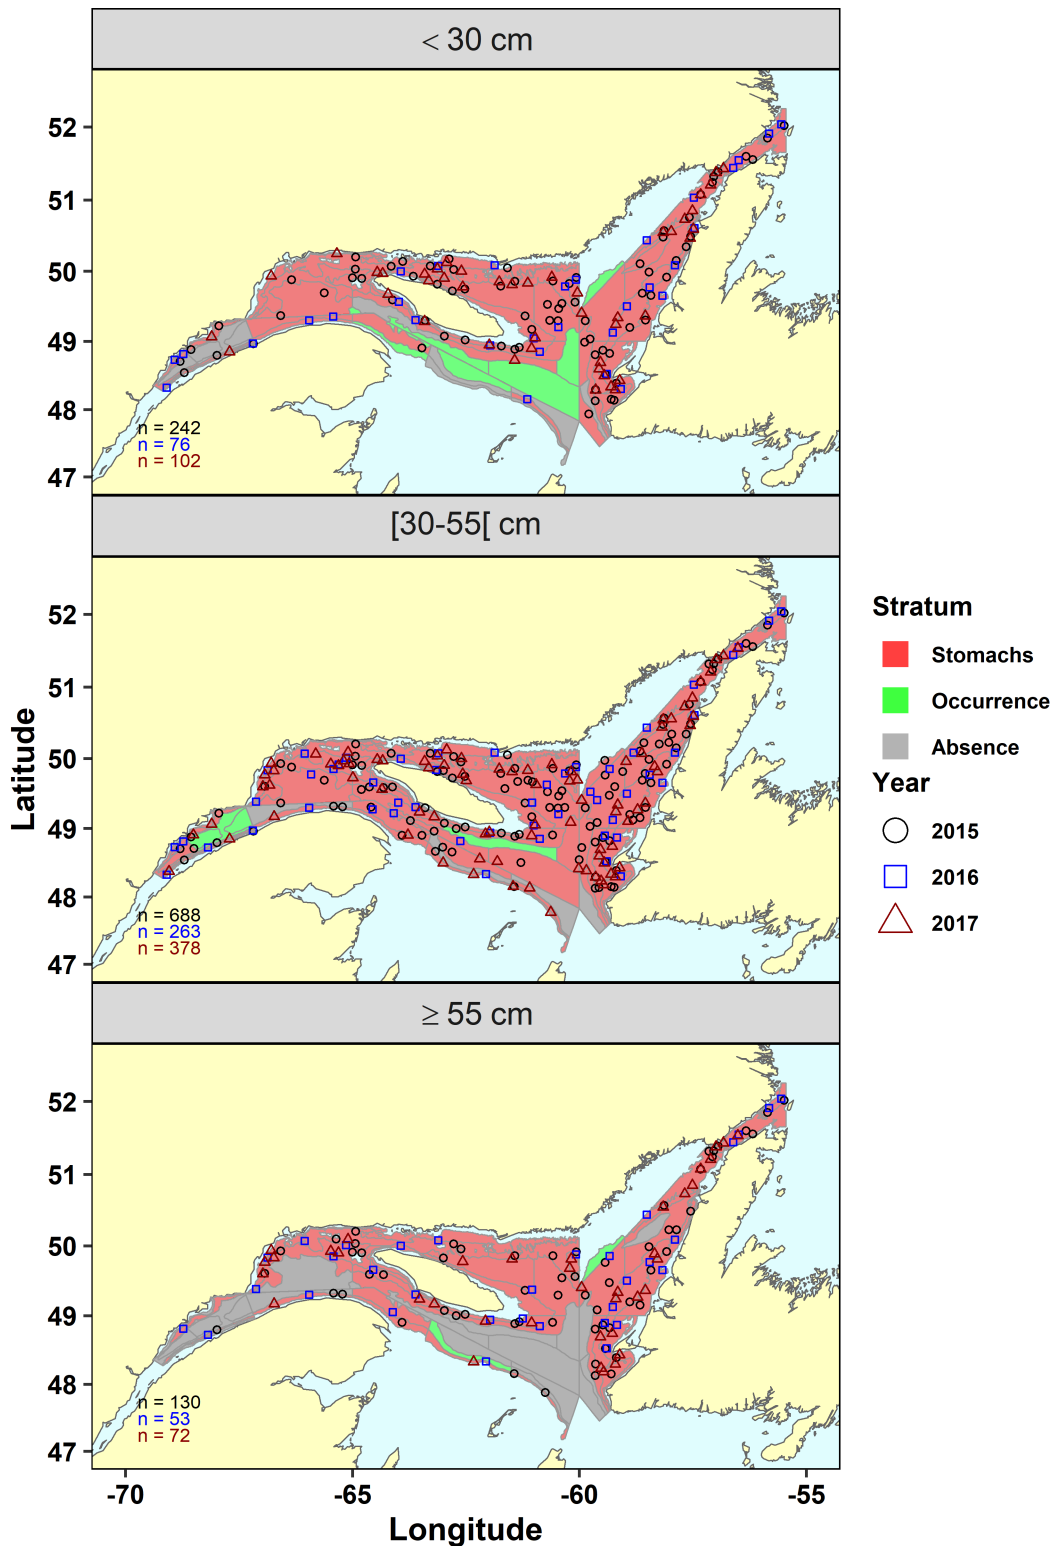 < 30 cm
52
51
50
49
48
47
n = 242
n = 76
n = 102
[30-55[ cm
52
51
50
49
48
47
n = 688
n = 263
n = 378
≥ 55 cm
52
51
50
49
48
47
n = 130
n = 53
n = 72
-70
-65
-60
-55
Longitude
Latitude
Stratum
Stomachs
Occurrence
Absence
Year
2015
2016
2017